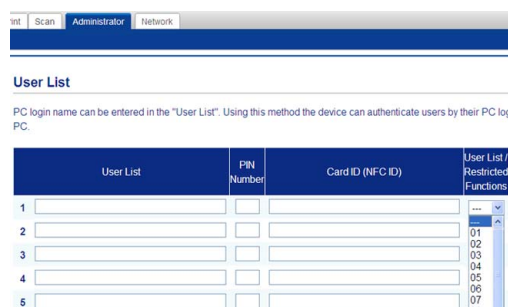 Scan Administrator Network
User List
PC login name can be entered in the "User List". Using this method the device can authenticate users by their PC
PC.
User List PIN Number Card ID (NFC ID) User List / Restricted Functions
1 ---
---
2 01
02
3 03
04
4 05
06
5 07